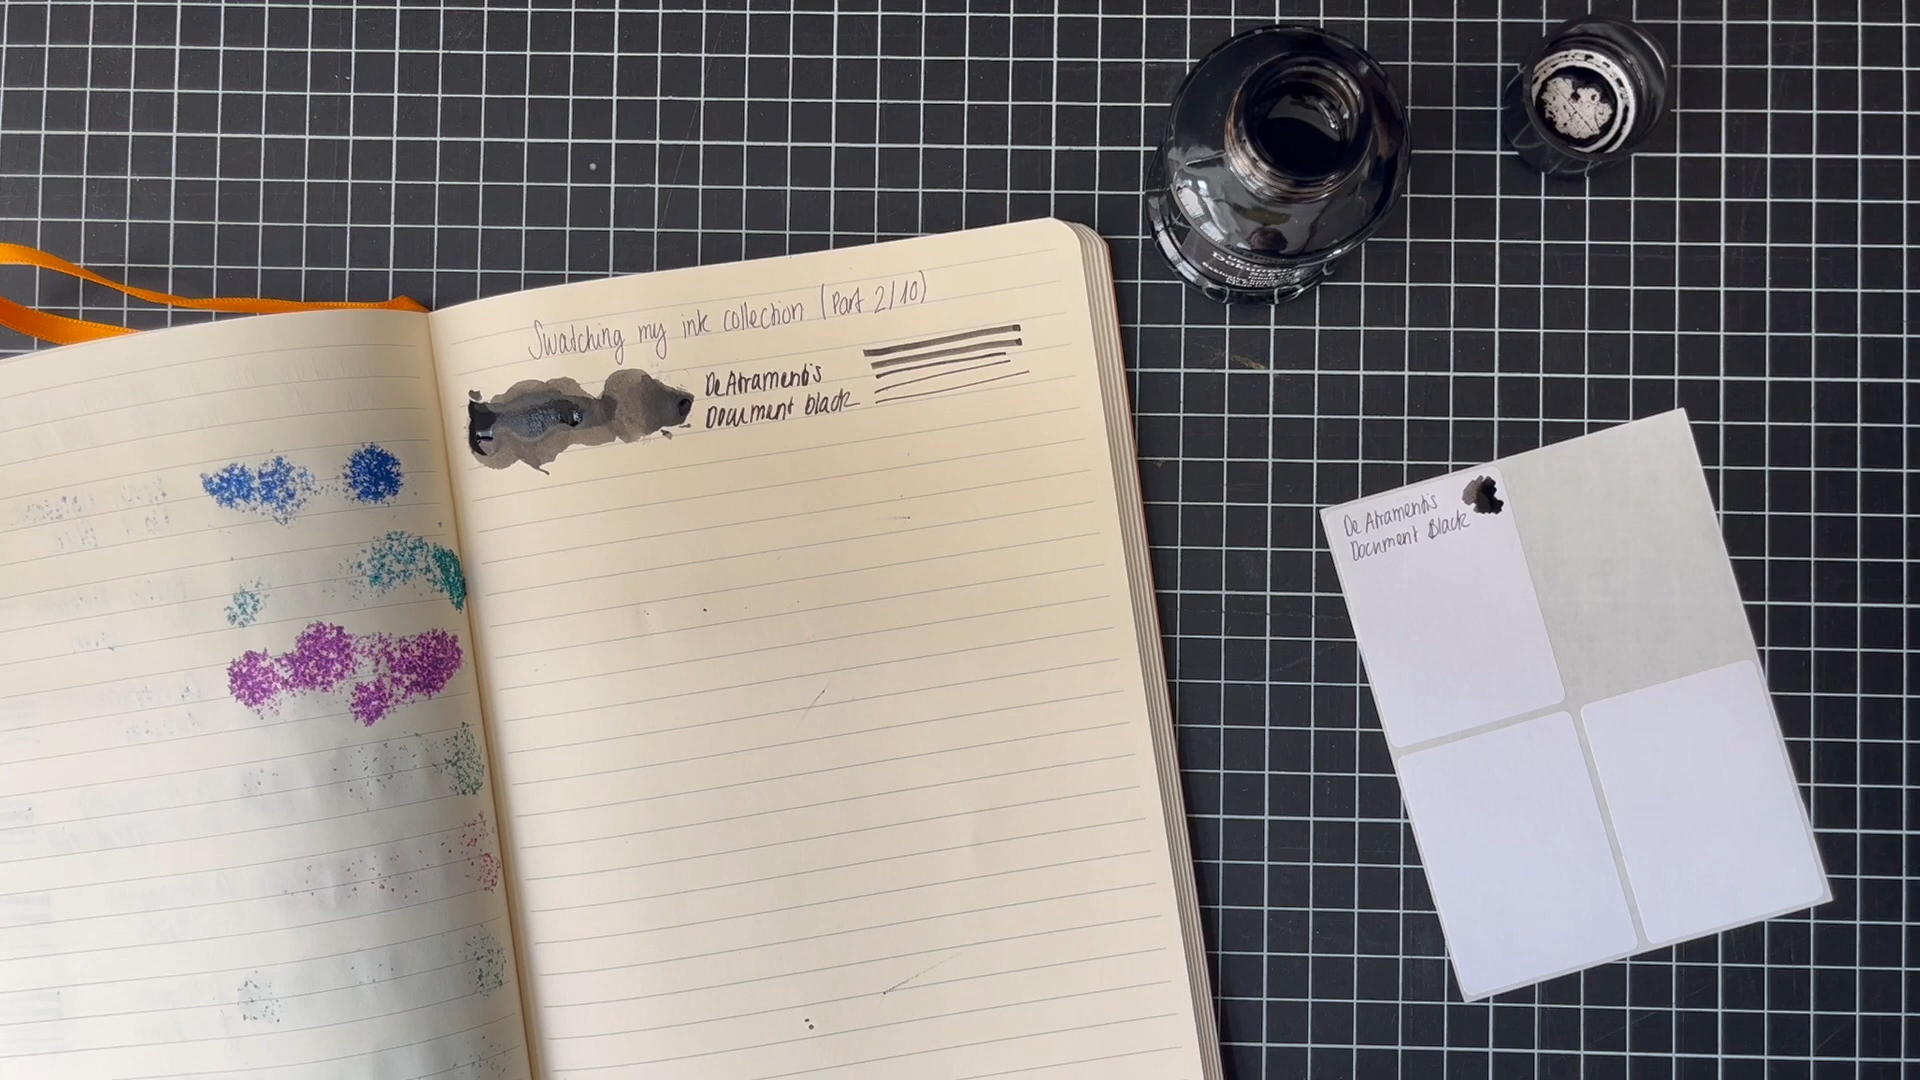 Swatching my ink collection (Part 2/10)
De Atramentis
Document black
De Atramentis
Document Black